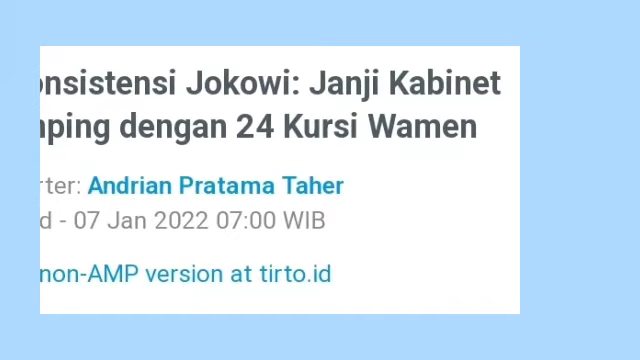 onsistensi Jokowi: Janji Kabinet
ping dengan 24 Kursi Wamen
rter: Andrian Pratama Taher
d - 07 Jan 2022 07:00 WIB
non-AMP version at tirto.id